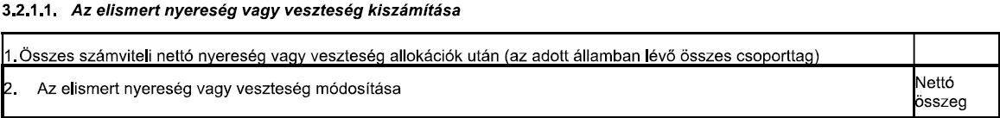 3.2.1.1. Az elismert nyereség vagy veszteség kiszámítása
1. Összes számviteli nettó nyereség vagy veszteség allokációk után (az adott államban lévő összes csoporttag)
2. Az elismert nyereség vagy veszteség módosítása Nettó
összeg